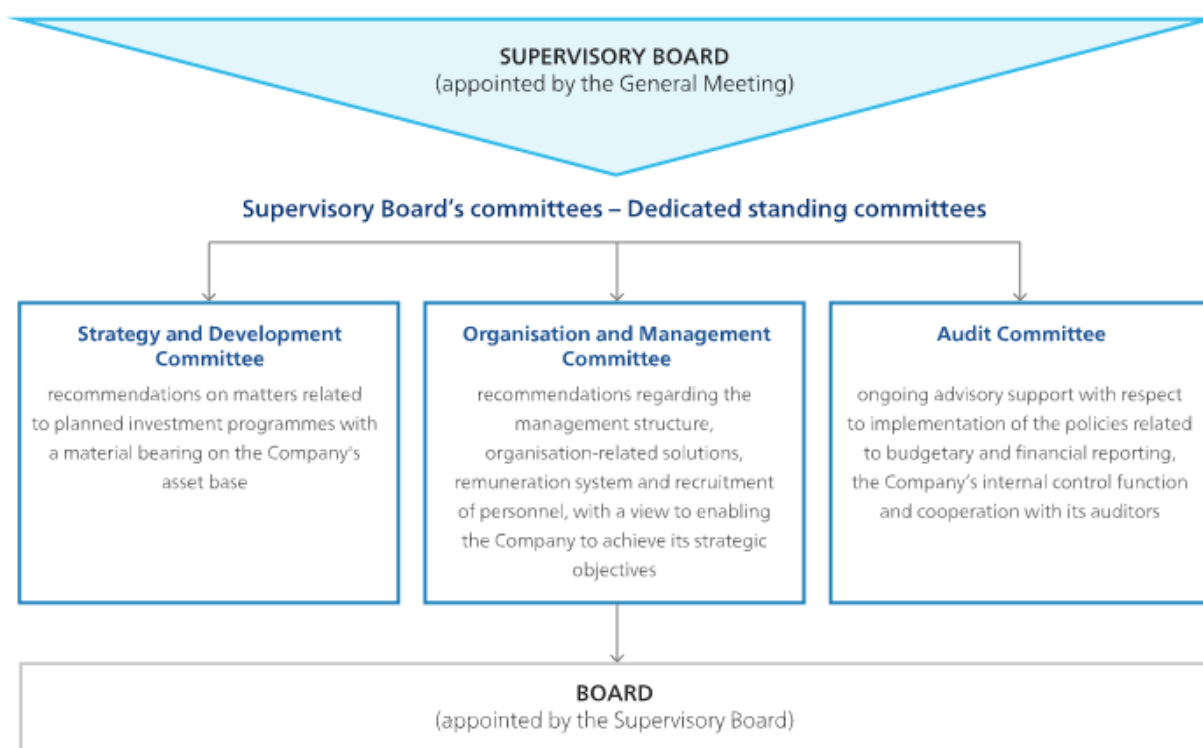 SUPERVISORY BOARD
(appointed by the General Meeting)
Supervisory Board's committees – Dedicated standing committees
Strategy and Development
Committee
recommendations on matters related
to planned investment programmes with
a material bearing on the Company's
asset base
Organisation and Management
Committee
recommendations regarding the
management structure,
organisation-related solutions,
remuneration system and recruitment
of personnel, with a view to enabling
the Company to achieve its strategic
objectives
Audit Committee
ongoing advisory support with respect
to implementation of the policies related
to budgetary and financial reporting,
the Company's internal control function
and cooperation with its auditors
BOARD
(appointed by the Supervisory Board)